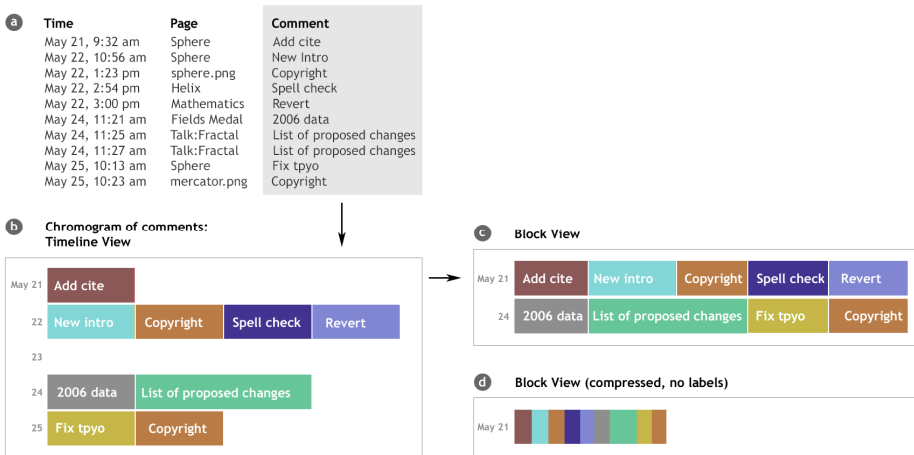 a
Time Page Comment
May 21, 9:32 am Sphere Add cite
May 22, 10:56 am Sphere New Intro
May 22, 1:23 pm sphere.png Copyright
May 22, 2:54 pm Helix Spell check
May 22, 3:00 pm Mathematics Revert
May 24, 11:21 am Fields Medal 2006 data
May 24, 11:25 am Talk:Fractal List of proposed changes
May 24, 11:27 am Talk:Fractal List of proposed changes
May 25, 10:13 am Sphere Fix tpyo
May 25, 10:23 am mercator.png Copyright
b Chromogram of comments:
Timeline View
May 21 Add cite
22 New intro Copyright Spell check Revert
23
24 2006 data List of proposed changes
25 Fix tpyo Copyright
c Block View
May 21 Add cite New intro Copyright Spell check Revert
24 2006 data List of proposed changes Fix tpyo Copyright
d Block View (compressed, no labels)
May 21